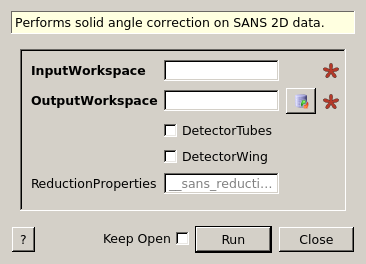 Performs solid angle correction on SANS 2D data.
InputWorkspace
OutputWorkspace
DetectorTubes
DetectorWing
ReductionProperties __sans_reducti...
? Keep Open Run Close